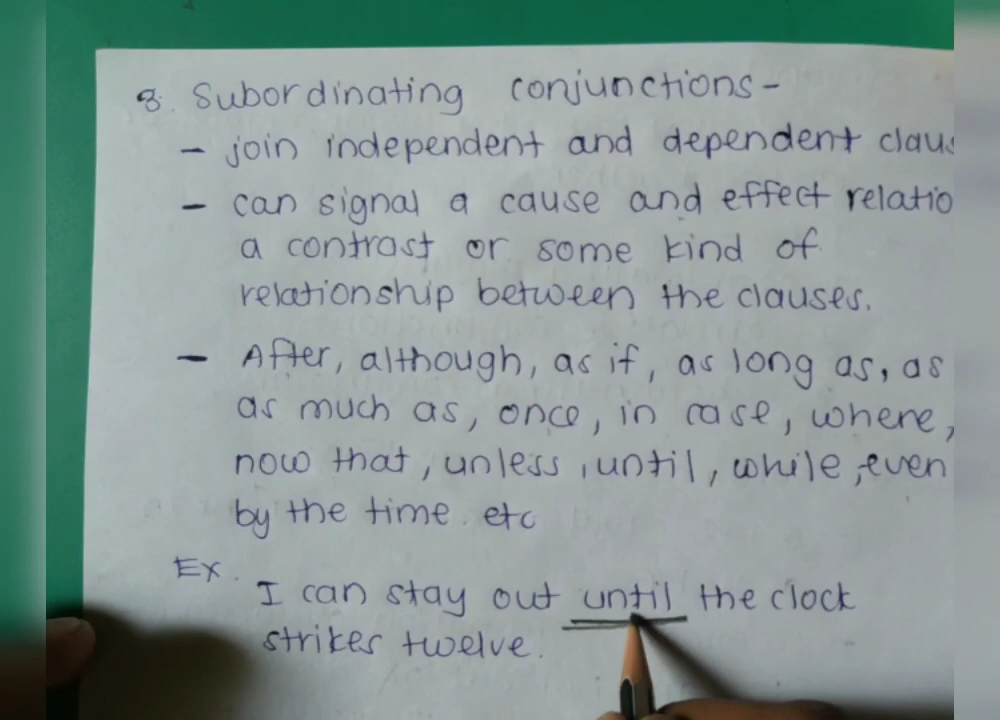 8. Subordinating conjunctions-
- join independent and dependent claus
- can signal a cause and effect relatio
a contrast or some kind of
relationship between the clauses.
- After, although, as if, as long as, as
as much as, once, in case, where,
now that, unless, until, while, even
by the time etc
Ex. I can stay out until the clock
strikes twelve.